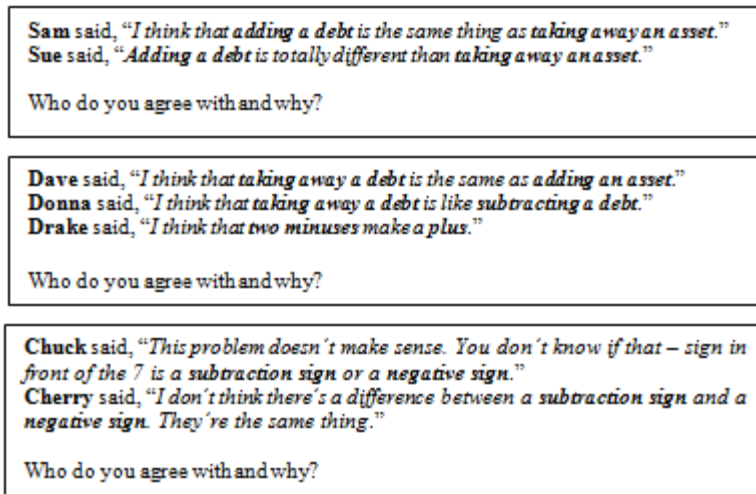 Sam said, “I think that adding a debt is the same thing as taking away an asset.”
Sue said, “Adding a debt is totally different than taking away an asset.”
Who do you agree with and why?
Dave said, “I think that taking away a debt is the same as adding an asset.”
Donna said, “I think that taking away a debt is like subtracting a debt.”
Drake said, “I think that two minuses make a plus.”
Who do you agree with and why?
Chuck said, “This problem doesn´t make sense. You don´t know if that – sign in
front of the 7 is a subtraction sign or a negative sign.”
Cherry said, “I don´t think there´s a difference between a subtraction sign and a
negative sign. They´re the same thing.”
Who do you agree with and why?